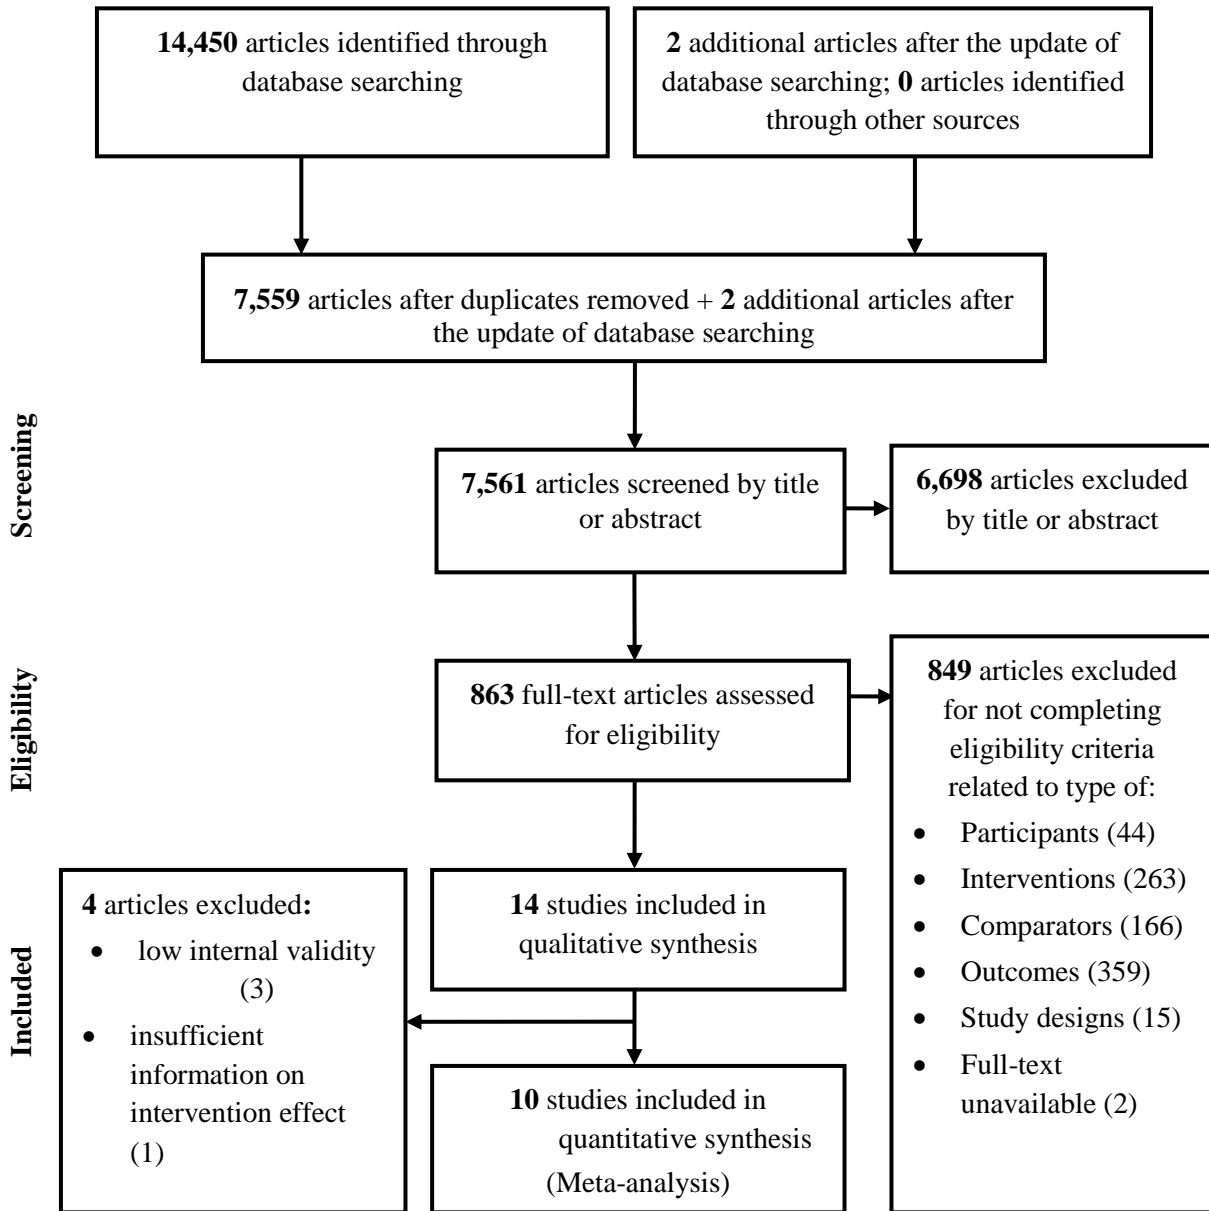 14,450 articles identified through
database searching
2 additional articles after the update of
database searching; 0 articles identified
through other sources
7,559 articles after duplicates removed + 2 additional articles after
the update of database searching
Screening
7,561 articles screened by title
or abstract
6,698 articles excluded
by title or abstract
Eligibility
863 full-text articles assessed
for eligibility
849 articles excluded
for not completing
eligibility criteria
related to type of:
• Participants (44)
• Interventions (263)
• Comparators (166)
• Outcomes (359)
• Study designs (15)
• Full-text
unavailable (2)
Included
14 studies included in
qualitative synthesis
4 articles excluded:
• low internal validity
(3)
• insufficient
information on
intervention effect
(1)
10 studies included in
quantitative synthesis
(Meta-analysis)